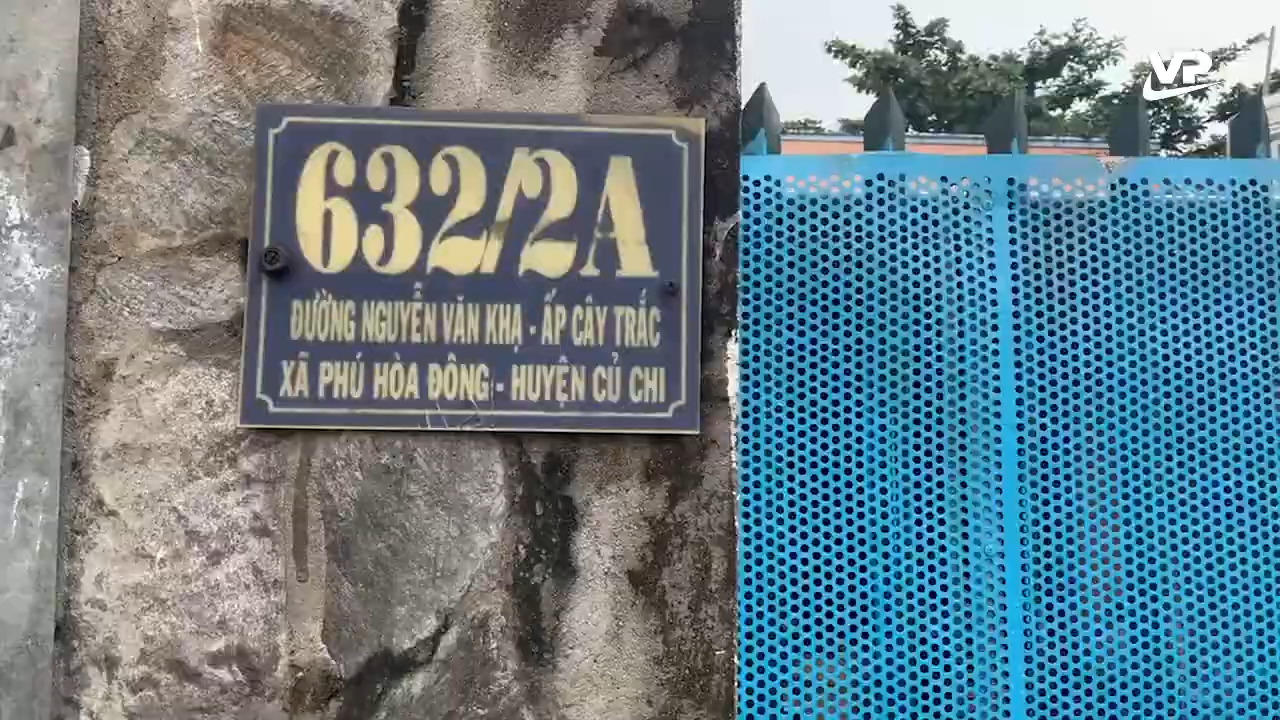 VP
632/2A
ĐƯỜNG NGUYỄN VĂN KHẠ - ẤP CÂY TRẮC
XÃ PHÚ HÒA ĐÔNG - HUYỆN CỦ CHI